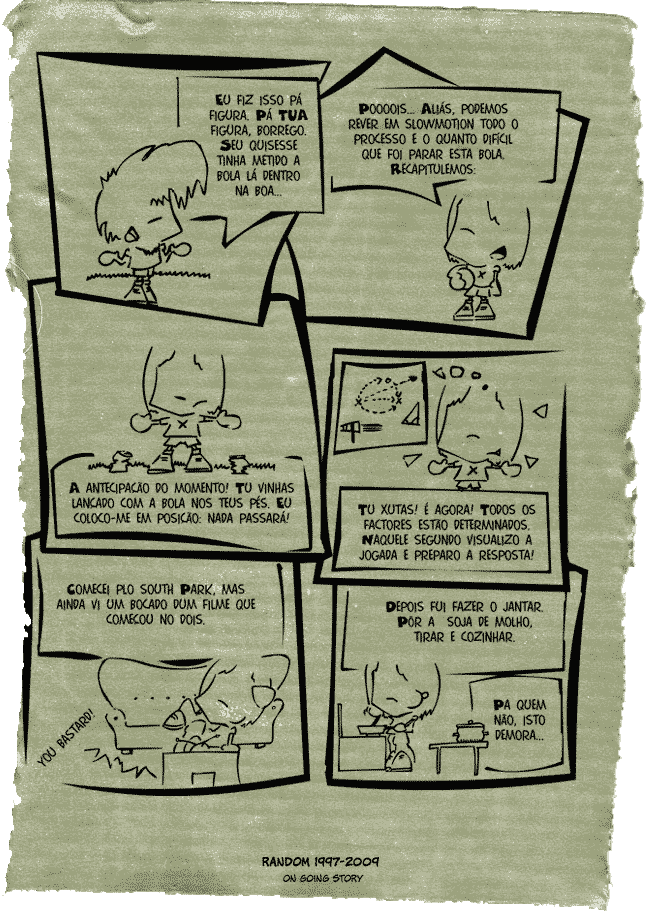 EU FIZ ISSO PÁ
FIGURA. PÁ TUA
FIGURA, BORREGO.
SEU QUISESSE
TINHA METIDO A
BOLA LÁ DENTRO
NA BOA...
POOOOIS... ALIÁS, PODEMOS
REVER EM SLOWMOTION TODO O
PROCESSO E O QUANTO DIFÍCIL
QUE FOI PARAR ESTA BOLA.
RECAPITULEMOS:
A ANTECIPAÇÃO DO MOMENTO! TU VINHAS
LANÇADO COM A BOLA NOS TEUS PÉS. EU
COLOCO-ME EM POSIÇÃO: NADA PASSARÁ!
TU XUTAS! É AGORA! TODOS OS
FACTORES ESTÃO DETERMINADOS.
NAQUELE SEGUNDO VISUALIZO A
JOGADA E PREPARO A RESPOSTA!
COMECEI PLO SOUTH PARK, MAS
AINDA VI UM BOCADO DUM FILME QUE
COMEÇOU NO DOIS.
YOU BASTARD!
DEPOIS FUI FAZER O JANTAR.
PÔR A SOJA DE MOLHO,
TIRAR E COZINHAR.
PA QUEM
NÃO, ISTO
DEMORA...
RANDOM 1997-2009
ON GOING STORY